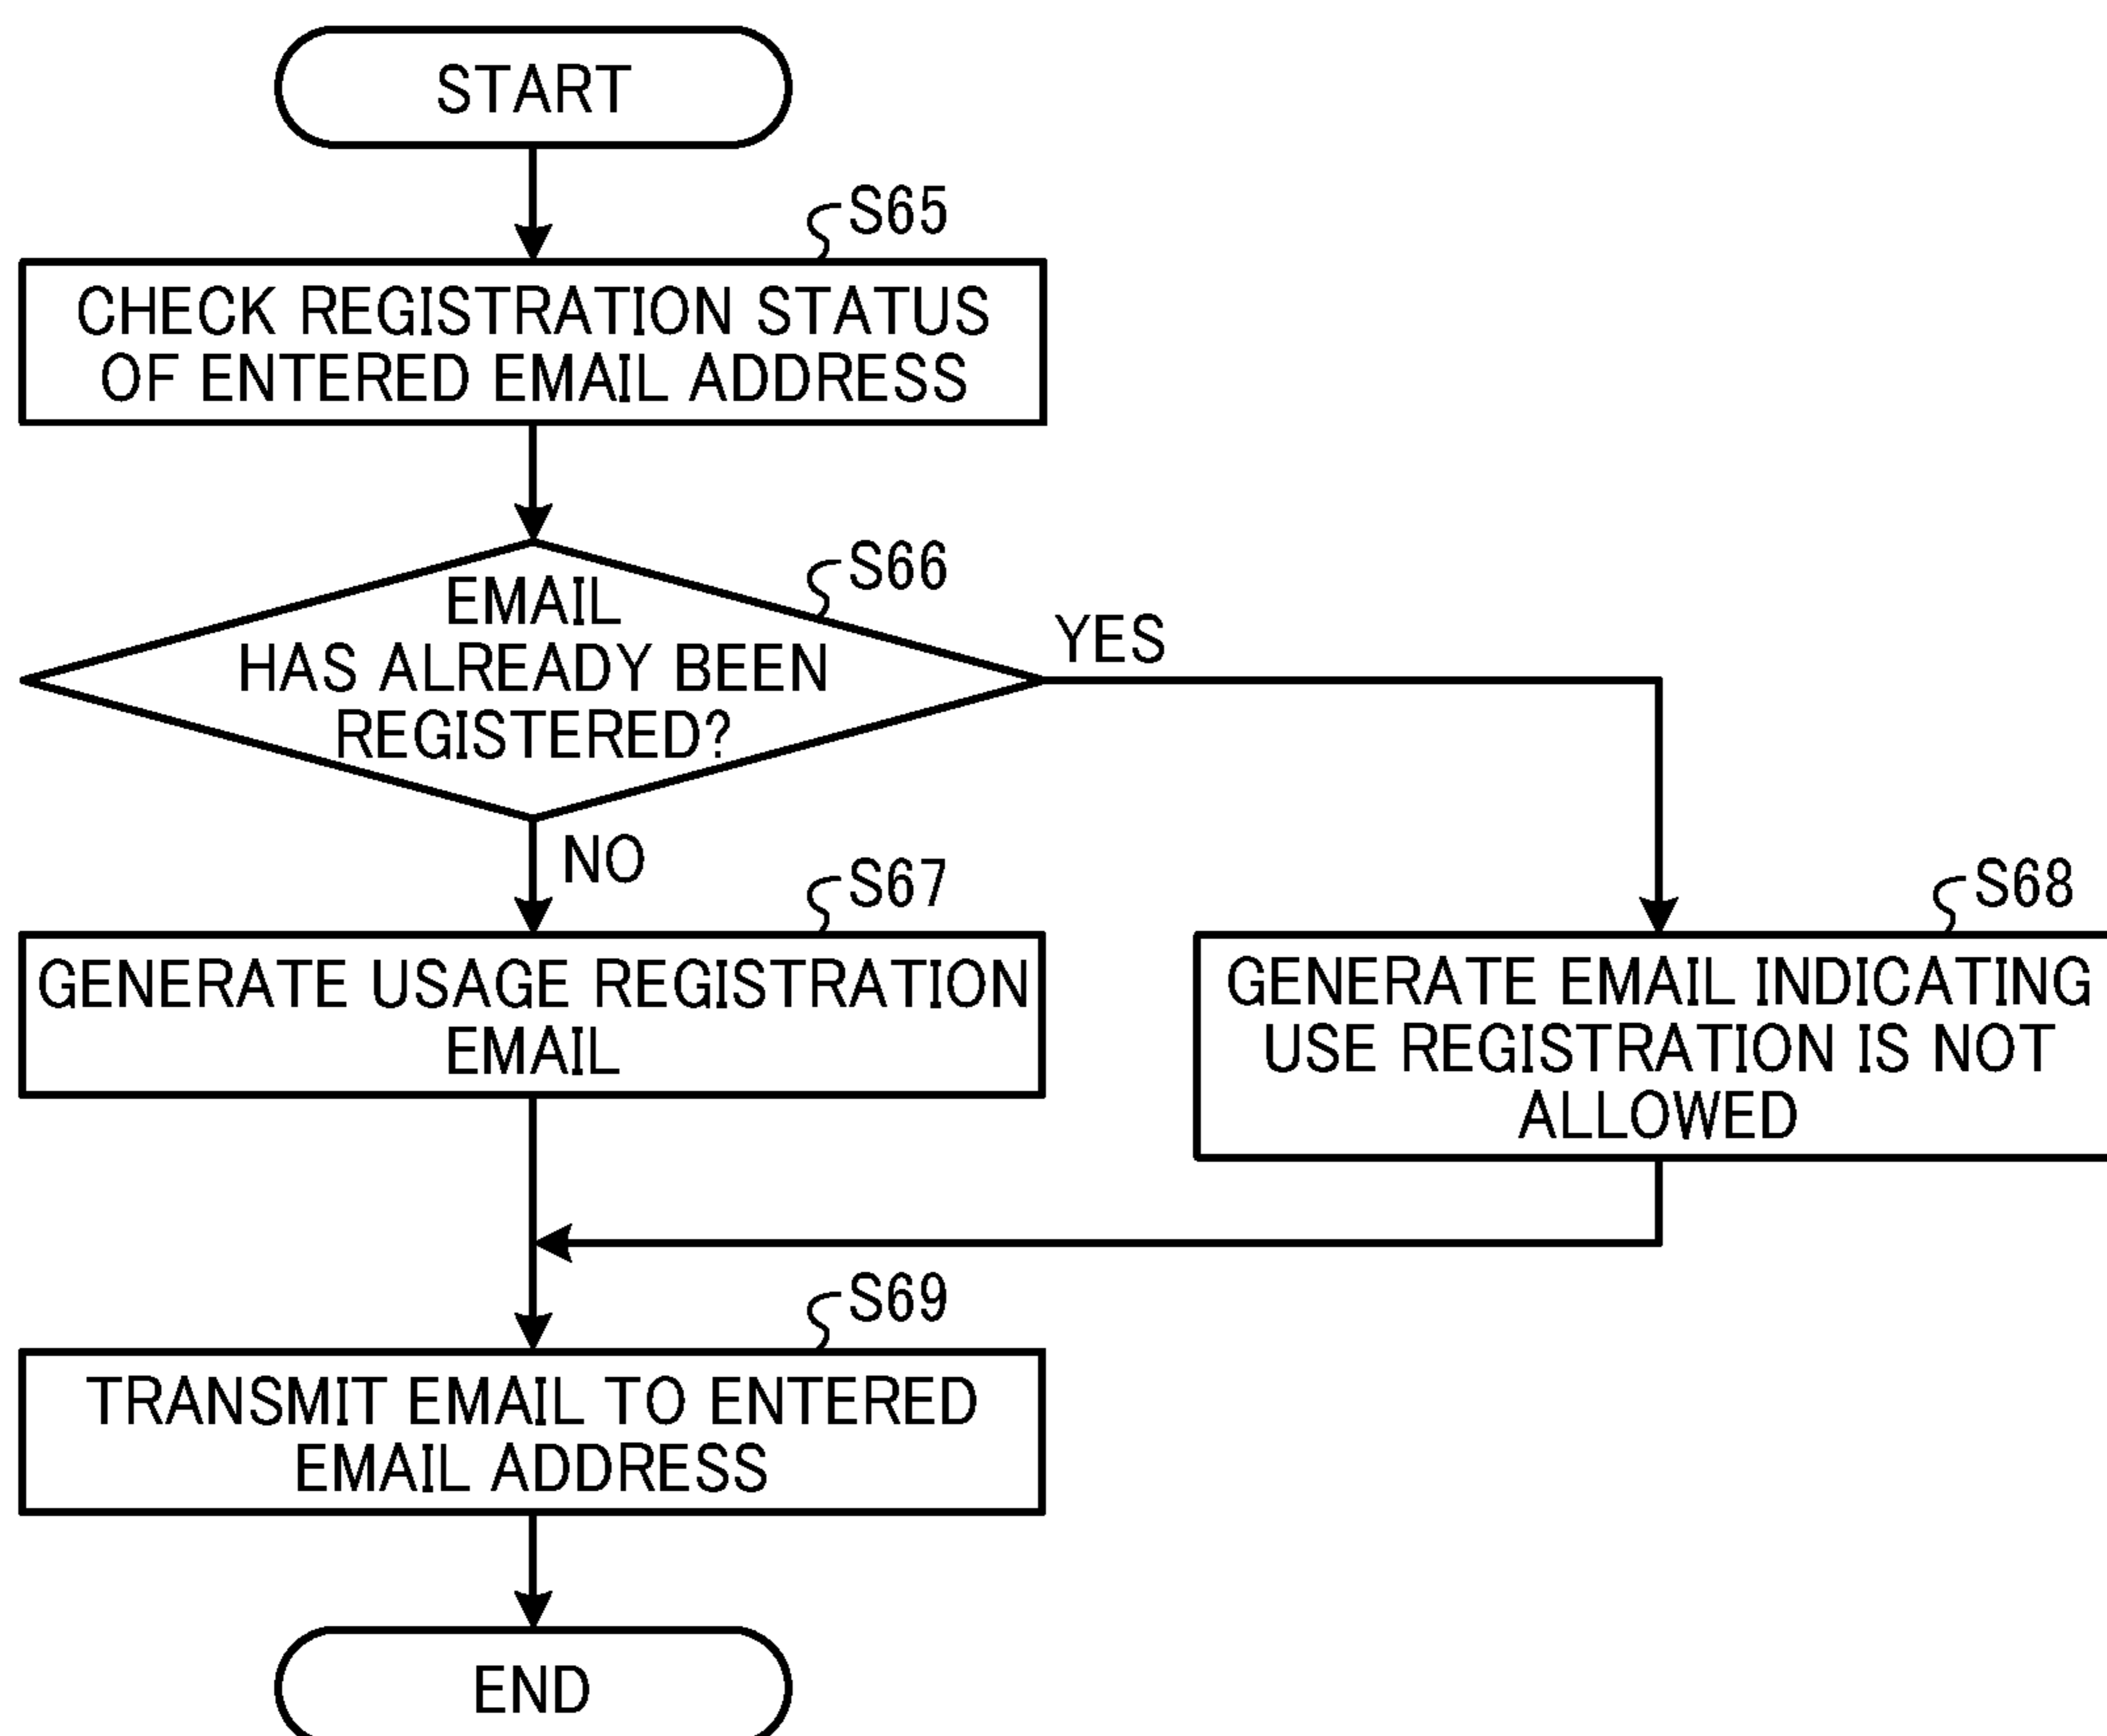 START
S65
CHECK REGISTRATION STATUS
OF ENTERED EMAIL ADDRESS
S66
EMAIL
HAS ALREADY BEEN
REGISTERED?
YES
NO
S67
GENERATE USAGE REGISTRATION
EMAIL
S68
GENERATE EMAIL INDICATING
USE REGISTRATION IS NOT
ALLOWED
S69
TRANSMIT EMAIL TO ENTERED
EMAIL ADDRESS
END